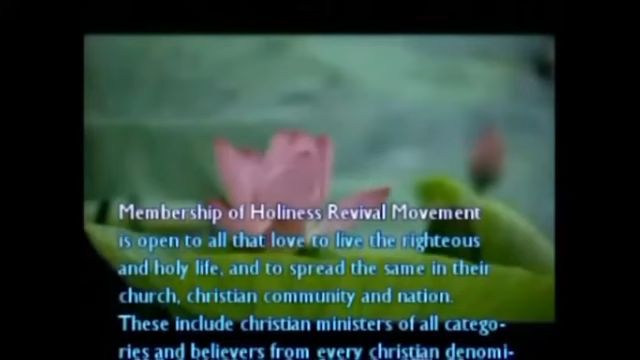 Membership of Holiness Revival Movement
is open to all that love to live the righteous
and holy life, and to spread the same in their
church, christian community and nation.
These include christian ministers of all catego-
ries and believers from every christian denomi-